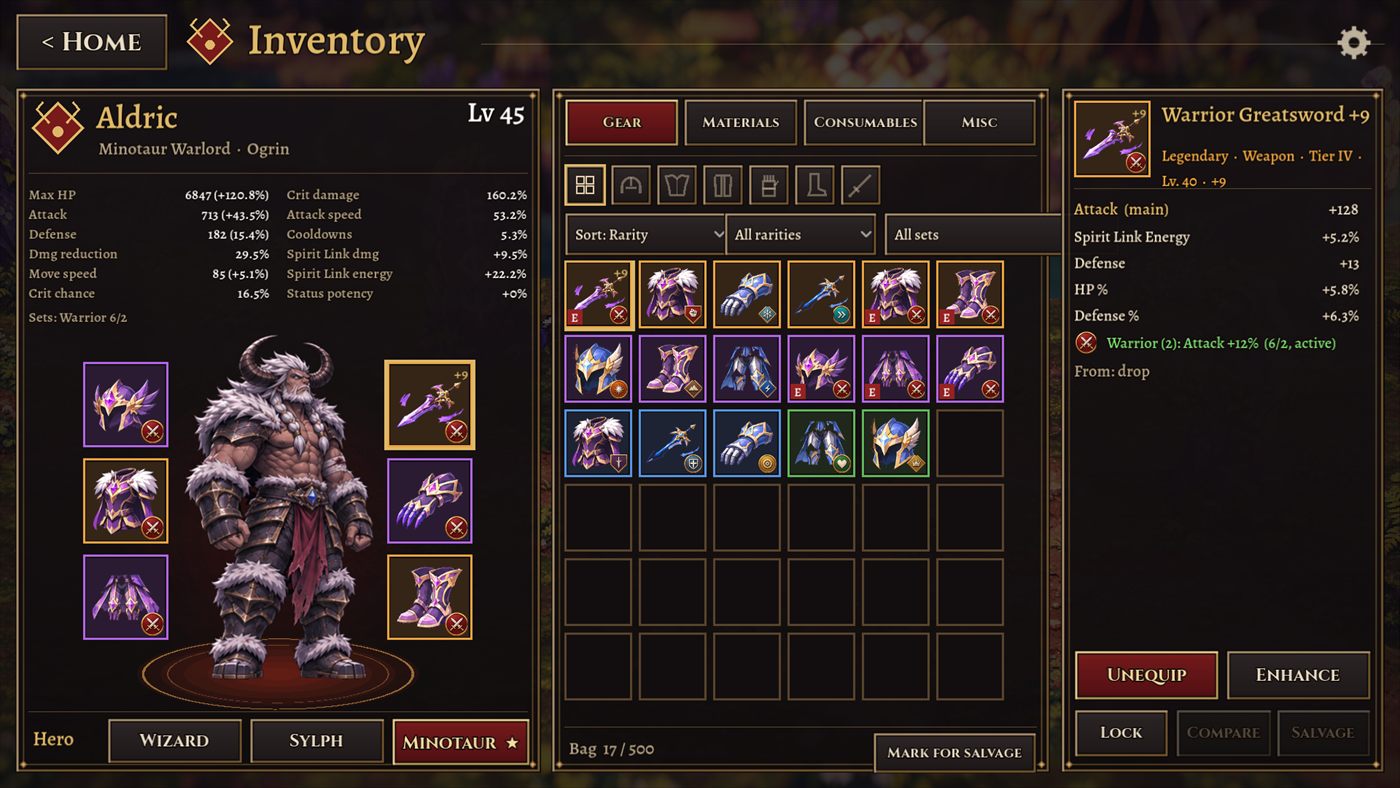 < HOME
Inventory
Aldric
Lv 45
Minotaur Warlord · Ogrin
Max HP 6847 (+120.8%)
Attack 713 (+43.5%)
Defense 182 (15.4%)
Dmg reduction 29.5%
Move speed 85 (+5.1%)
Crit chance 16.5%
Crit damage 160.2%
Attack speed 53.2%
Cooldowns 5.3%
Spirit Link dmg +9.5%
Spirit Link energy +22.2%
Status potency +0%
Sets: Warrior 6/2
+9
Hero
WIZARD
SYLPH
MINOTAUR ★
GEAR
MATERIALS
CONSUMABLES
MISC
Sort: Rarity
All rarities
All sets
+9
E
E
E
E
E
E
Bag 17 / 500
MARK FOR SALVAGE
+9
Warrior Greatsword +9
Legendary · Weapon · Tier IV ·
Lv. 40 · +9
Attack (main) +128
Spirit Link Energy +5.2%
Defense +13
HP % +5.8%
Defense % +6.3%
Warrior (2): Attack +12% (6/2, active)
From: drop
UNEQUIP
ENHANCE
LOCK
COMPARE
SALVAGE